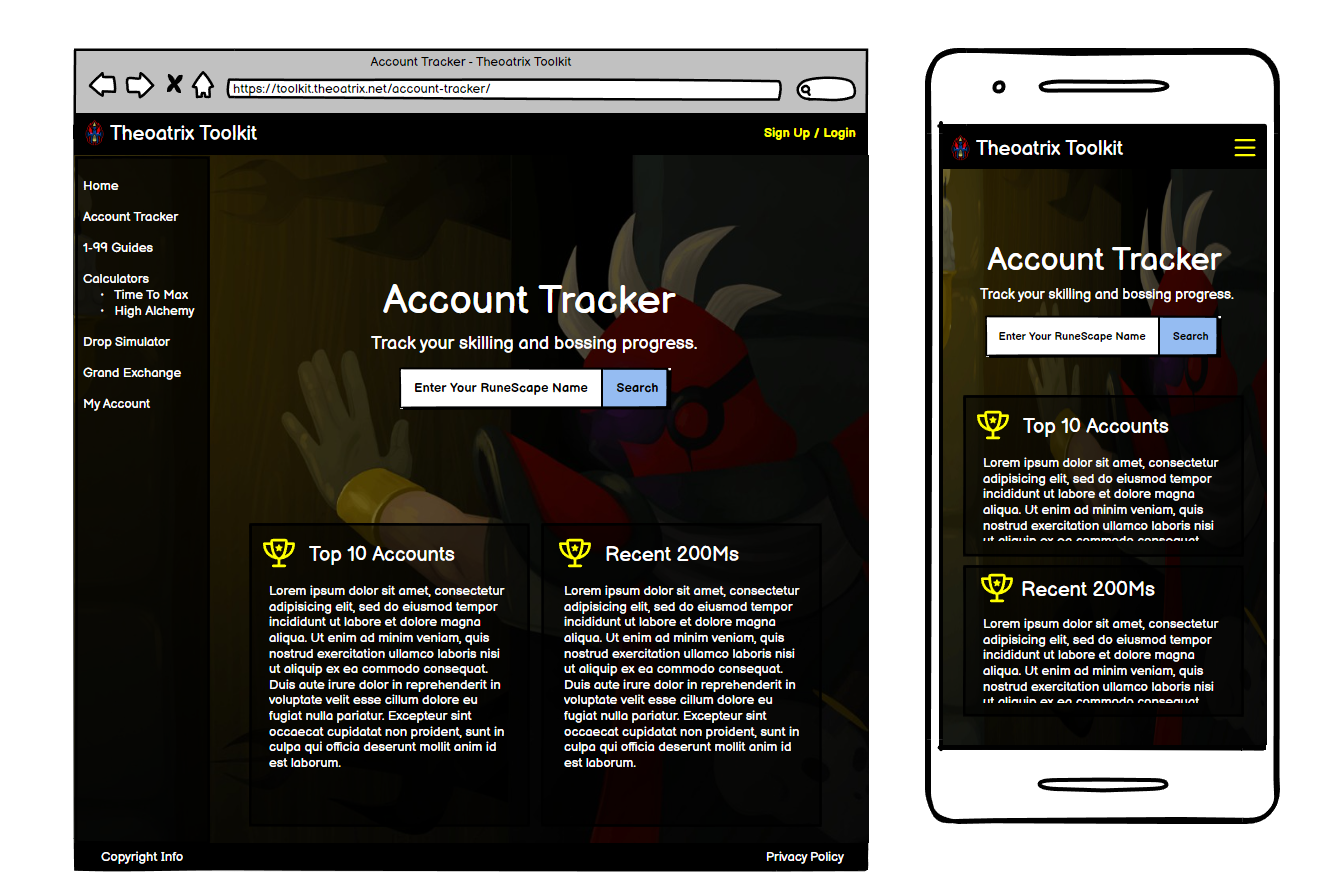 Account Tracker - Theoatrix Toolkit
https://toolkit.theoatrix.net/account-tracker/
Theoatrix Toolkit
Sign Up / Login
Home
Account Tracker
1-99 Guides
Calculators
• Time To Max
• High Alchemy
Drop Simulator
Grand Exchange
My Account
Account Tracker
Track your skilling and bossing progress.
Enter Your RuneScape Name
Search
Top 10 Accounts
Lorem ipsum dolor sit amet, consectetur
adipisicing elit, sed do eiusmod tempor
incididunt ut labore et dolore magna
aliqua. Ut enim ad minim veniam, quis
nostrud exercitation ullamco laboris nisi
ut aliquip ex ea commodo consequat.
Duis aute irure dolor in reprehenderit in
voluptate velit esse cillum dolore eu
fugiat nulla pariatur. Excepteur sint
occaecat cupidatat non proident, sunt in
culpa qui officia deserunt mollit anim id
est laborum.
Recent 200Ms
Lorem ipsum dolor sit amet, consectetur
adipisicing elit, sed do eiusmod tempor
incididunt ut labore et dolore magna
aliqua. Ut enim ad minim veniam, quis
nostrud exercitation ullamco laboris nisi
ut aliquip ex ea commodo consequat.
Duis aute irure dolor in reprehenderit in
voluptate velit esse cillum dolore eu
fugiat nulla pariatur. Excepteur sint
occaecat cupidatat non proident, sunt in
culpa qui officia deserunt mollit anim id
est laborum.
Copyright Info
Privacy Policy
Theoatrix Toolkit
Account Tracker
Track your skilling and bossing progress.
Enter Your RuneScape Name
Search
Top 10 Accounts
Lorem ipsum dolor sit amet, consectetur
adipisicing elit, sed do eiusmod tempor
incididunt ut labore et dolore magna
aliqua. Ut enim ad minim veniam, quis
nostrud exercitation ullamco laboris nisi
ut aliquip ex ea commodo consequat.
Recent 200Ms
Lorem ipsum dolor sit amet, consectetur
adipisicing elit, sed do eiusmod tempor
incididunt ut labore et dolore magna
aliqua. Ut enim ad minim veniam, quis
nostrud exercitation ullamco laboris nisi
ut aliquip ex ea commodo consequat.